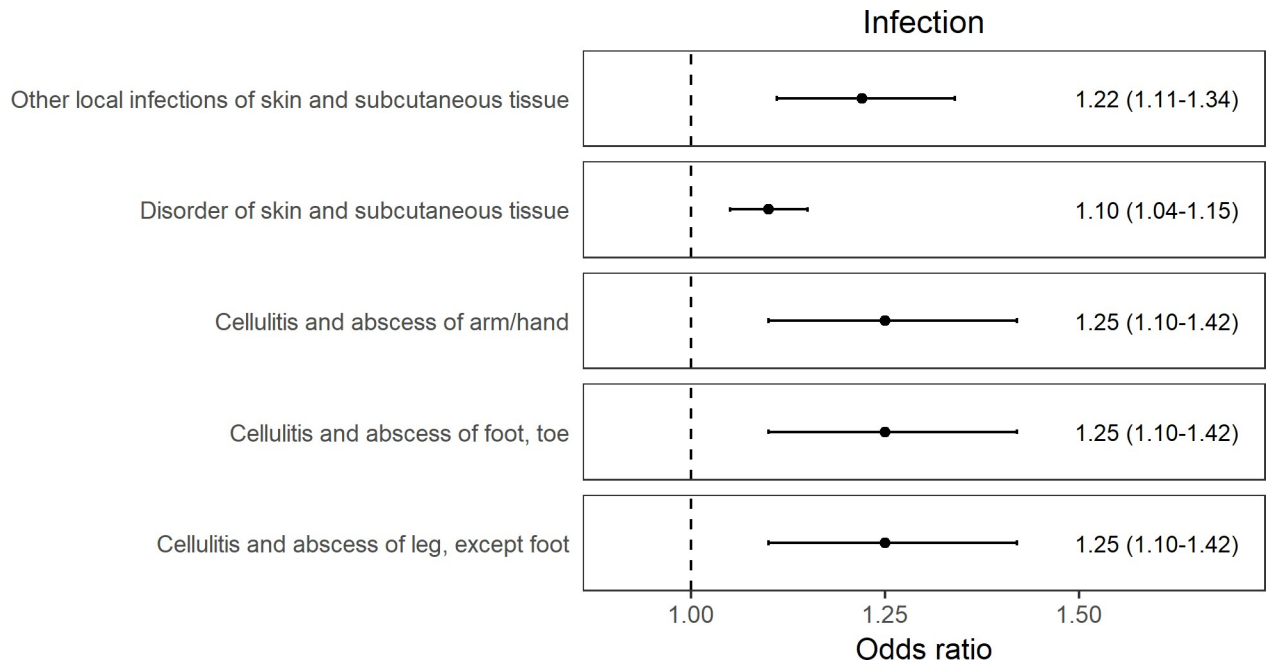 Infection
Other local infections of skin and subcutaneous tissue 1.22 (1.11-1.34)
Disorder of skin and subcutaneous tissue 1.10 (1.04-1.15)
Cellulitis and abscess of arm/hand 1.25 (1.10-1.42)
Cellulitis and abscess of foot, toe 1.25 (1.10-1.42)
Cellulitis and abscess of leg, except foot 1.25 (1.10-1.42)
1.00 1.25 1.50
Odds ratio